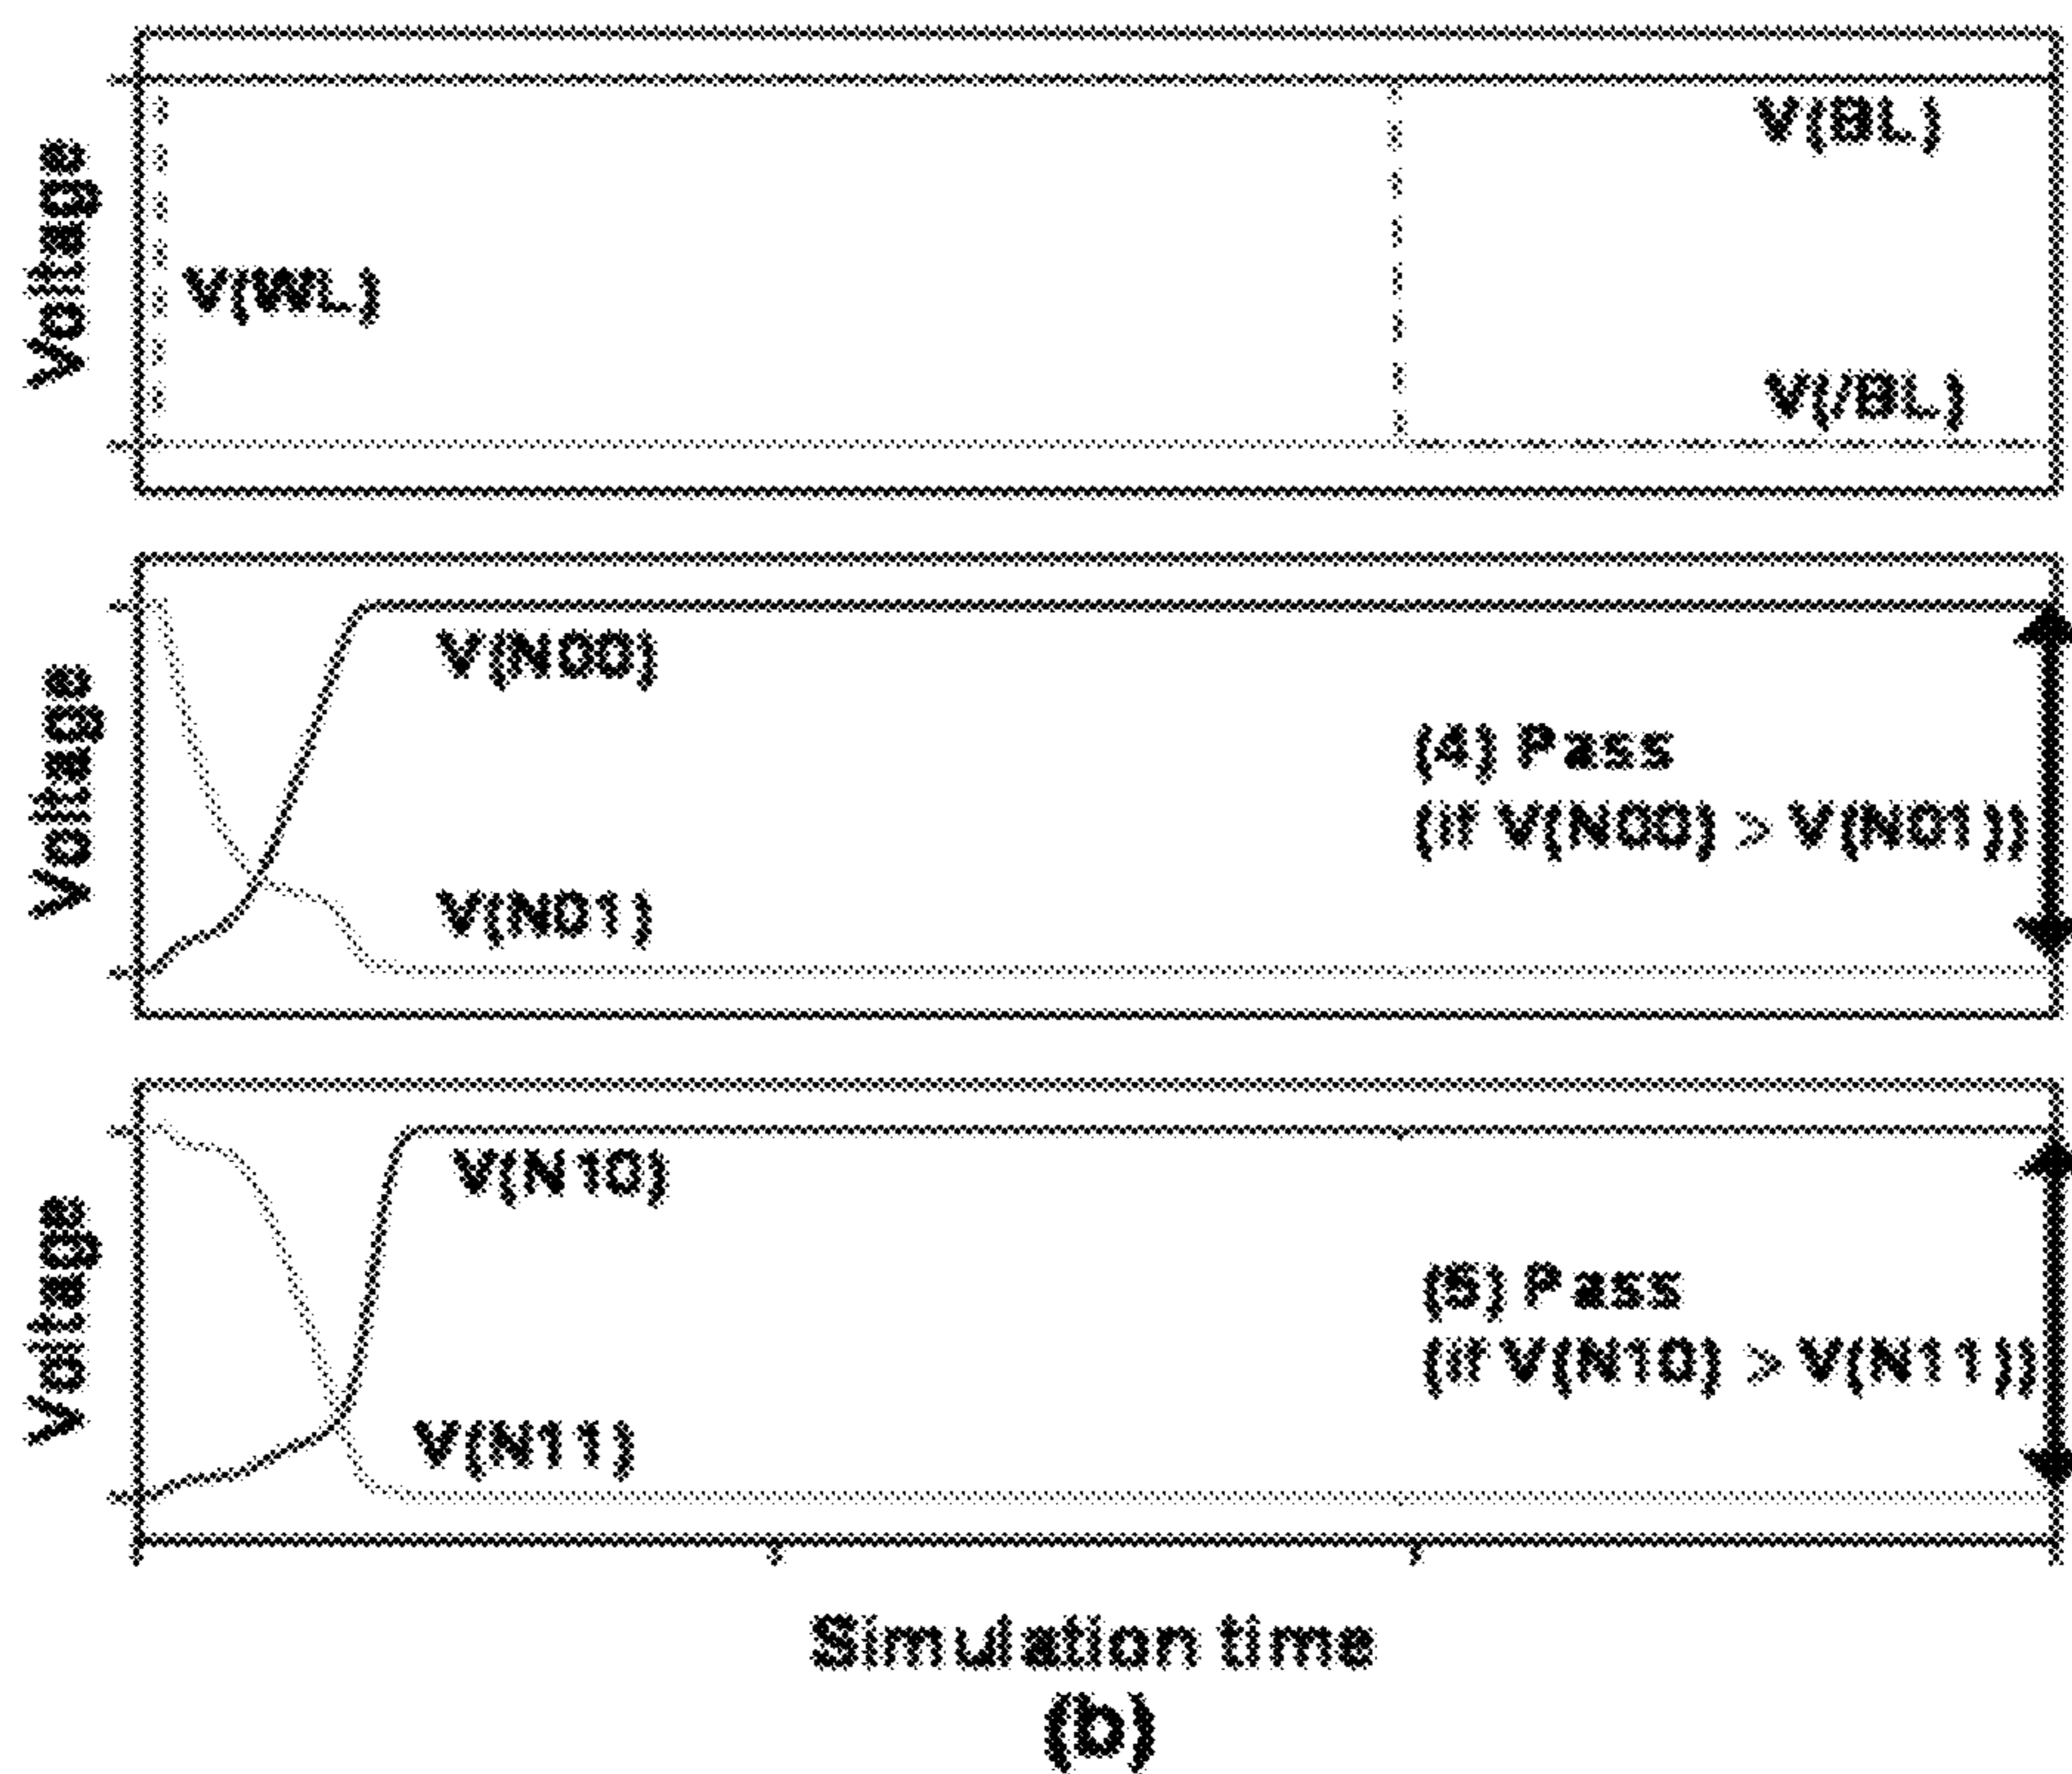 Voltage
V(BL)
V(WL)
V(/BL)
Voltage
V(N00)
(4) Pass
(if V(N00) > V(N01))
V(N01)
Voltage
V(N10)
(5) Pass
(if V(N10) > V(N11))
V(N11)
Simulation time
(b)